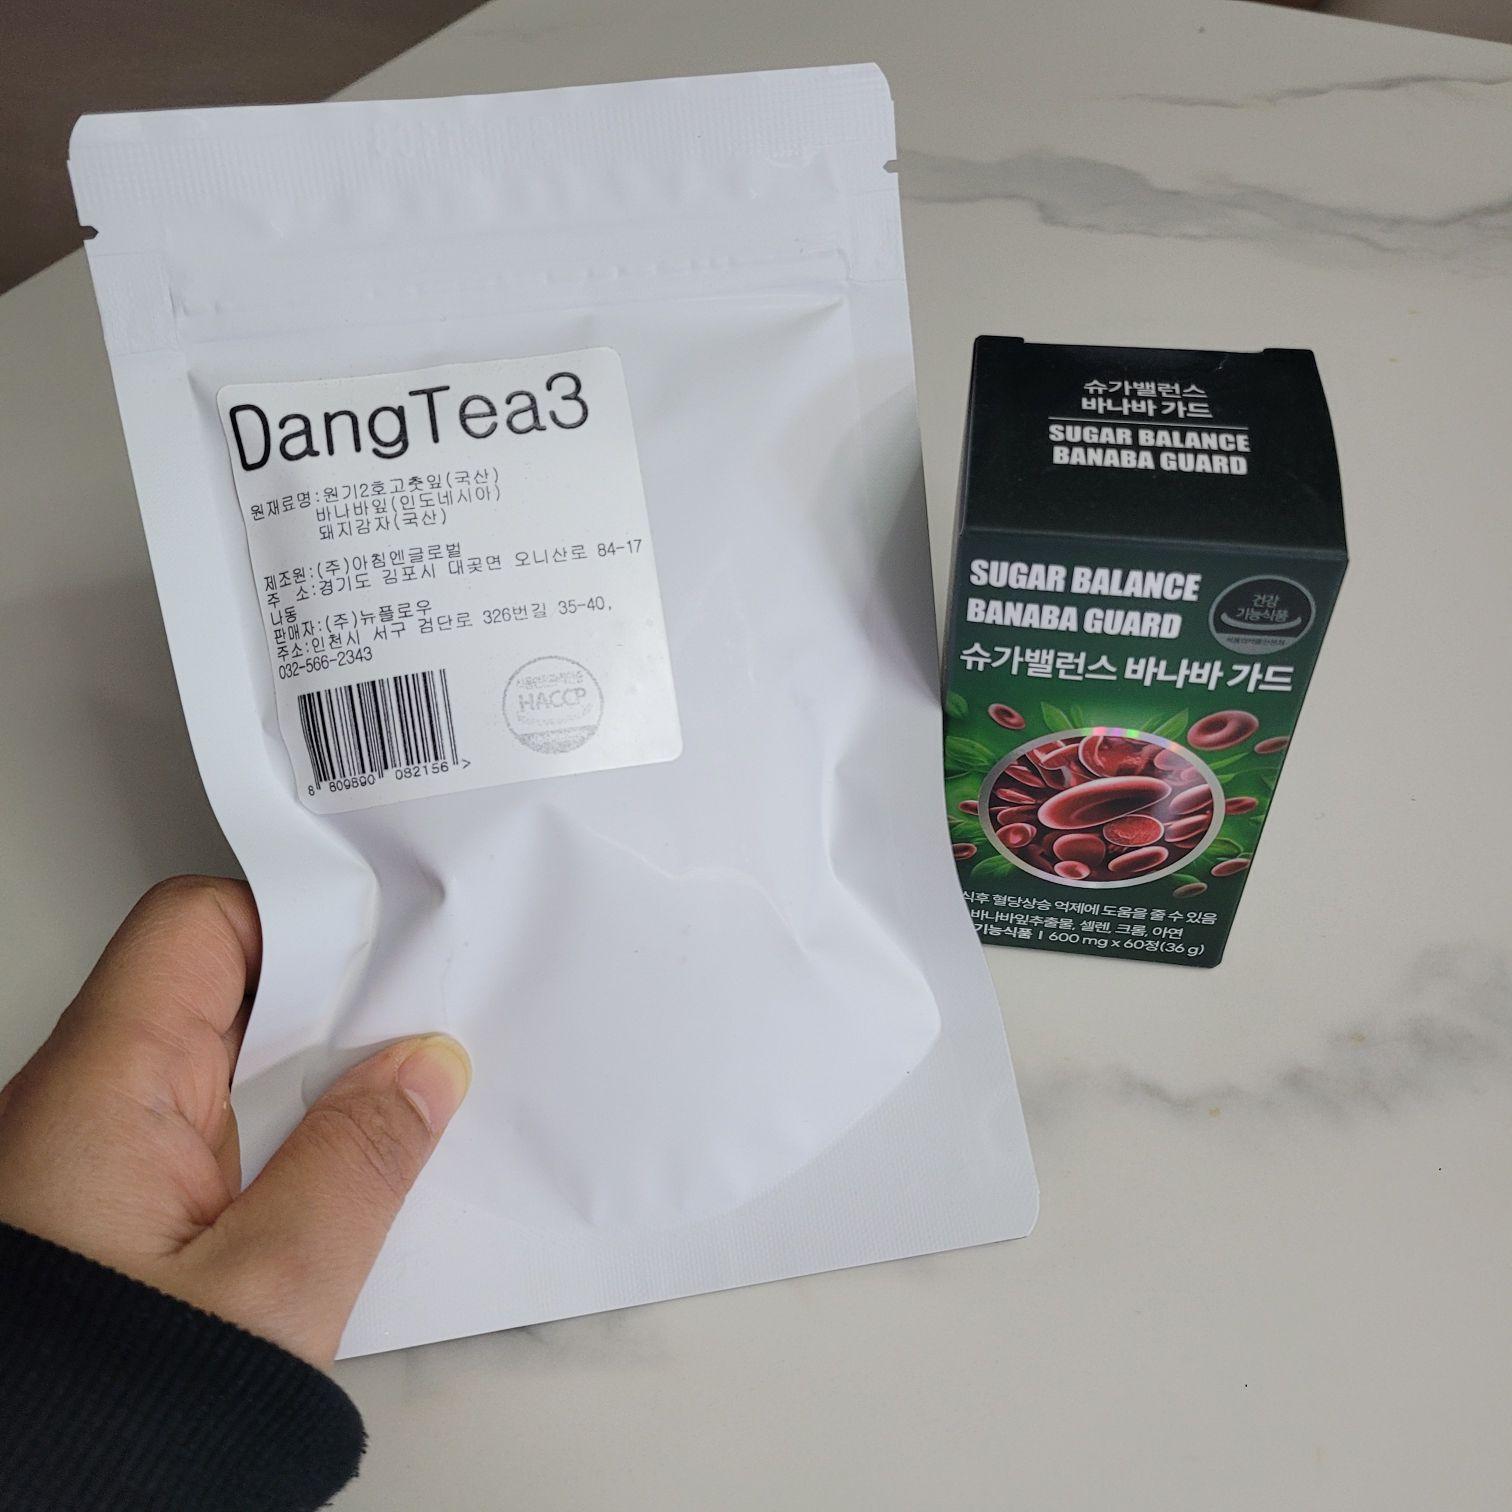 DangTea3
원재료명:원기2호고춧잎(국산)
바나바잎(인도네시아)
돼지감자(국산)
제조원:(주)아침엔글로벌
주 소:경기도 김포시 대곶면 오니산로 84-17
나동
판매자:(주)뉴플로우
주소:인천시 서구 검단로 326번길 35-40,
032-566-2343
HACCP
8 809890 082156 >
슈가밸런스
바나바 가드
SUGAR BALANCE
BANABA GUARD
SUGAR BALANCE
BANABA GUARD
건강
기능식품
식품의약품안전처
슈가밸런스 바나바 가드
식후 혈당상승 억제에 도움을 줄 수 있음
바나바잎추출물, 셀렌, 크롬, 아연
기능식품 | 600 mg x 60정(36 g)